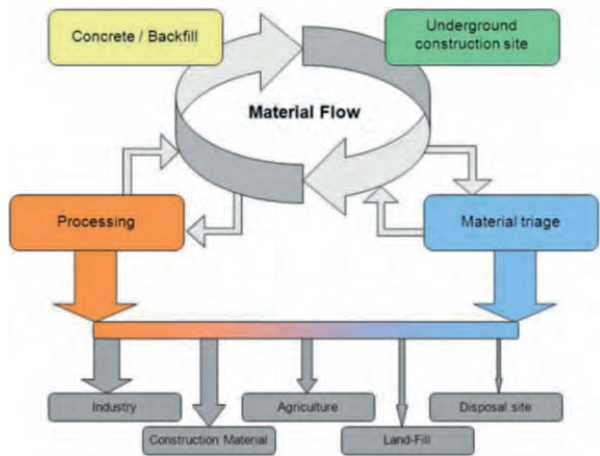 Concrete / Backfill
Underground
construction site
Material Flow
Processing
Material triage
Industry
Agriculture
Disposal site
Construction Material
Land-Fill